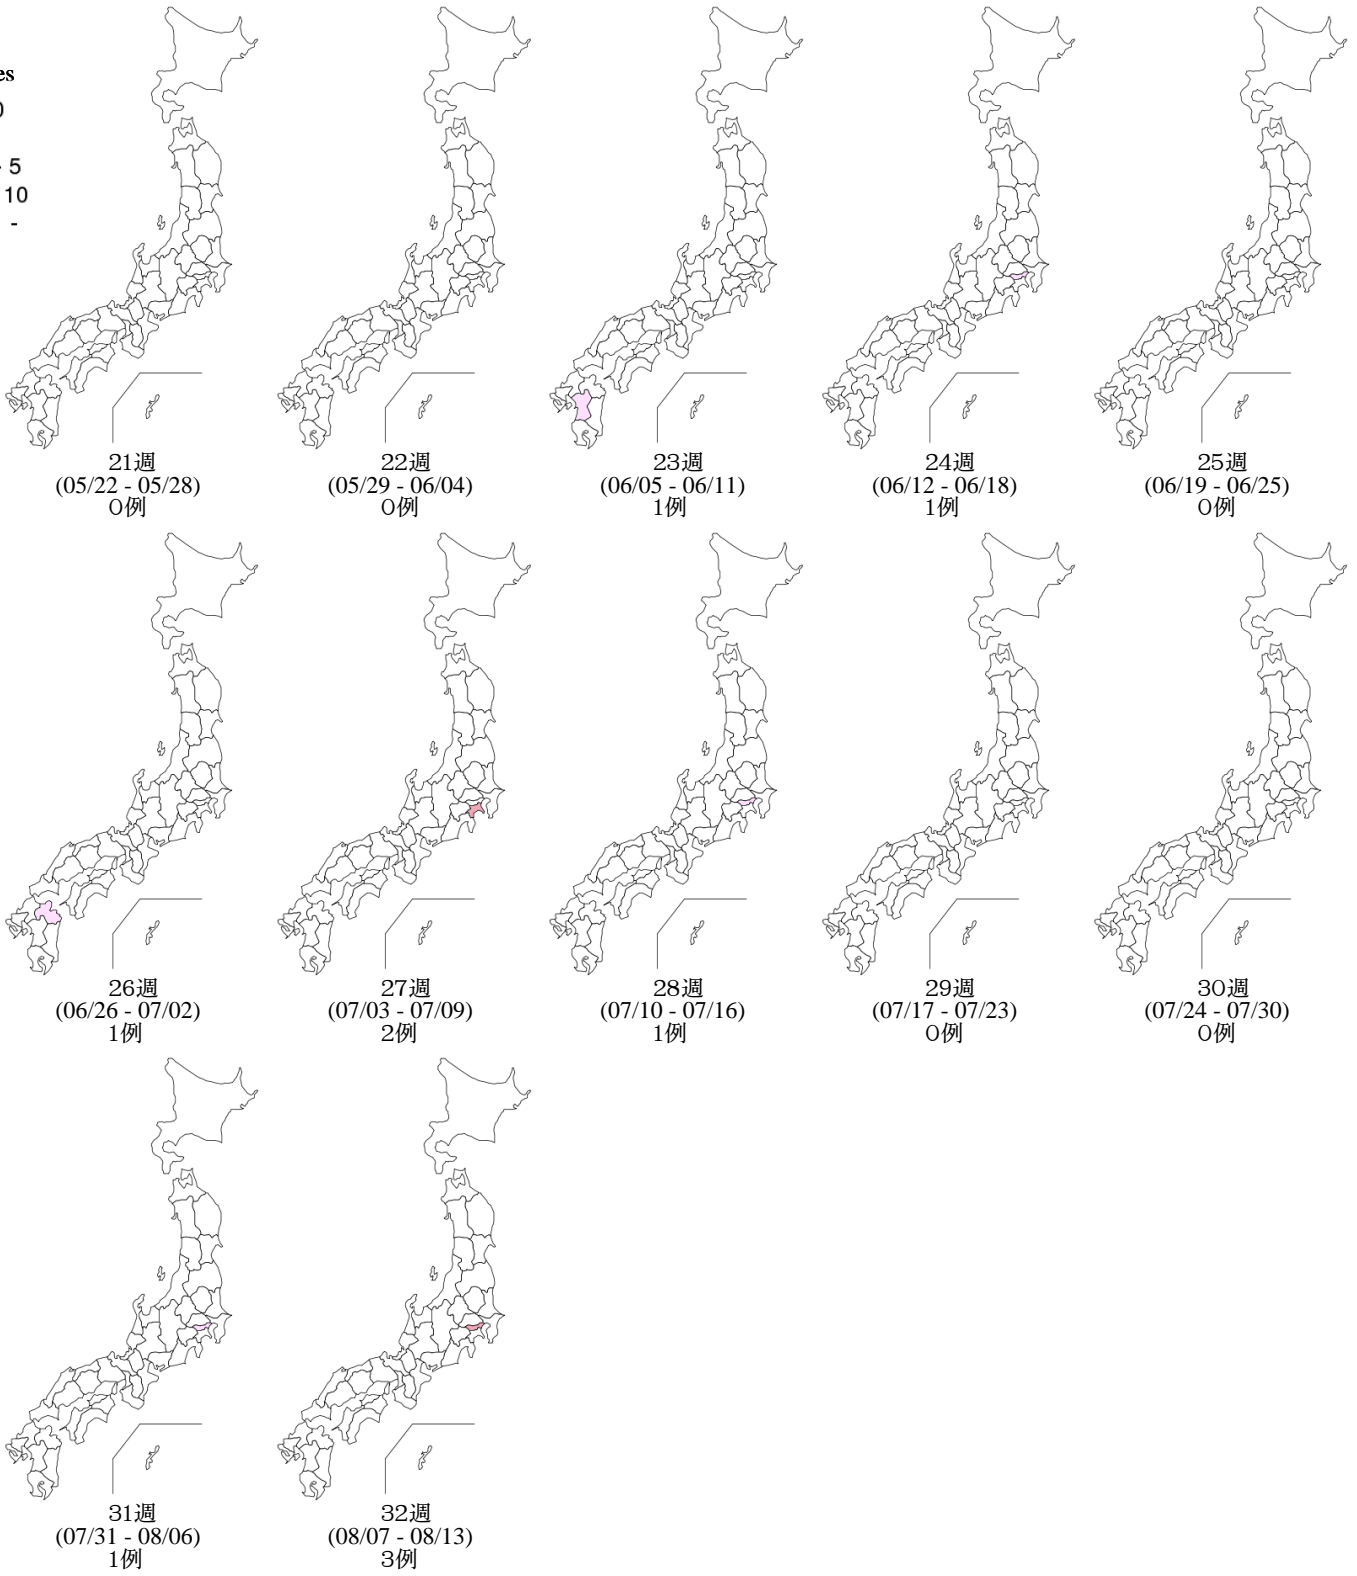 es
0
- 5
10
-
21週
(05/22 - 05/28)
0例
22週
(05/29 - 06/04)
0例
23週
(06/05 - 06/11)
1例
24週
(06/12 - 06/18)
1例
25週
(06/19 - 06/25)
0例
26週
(06/26 - 07/02)
1例
27週
(07/03 - 07/09)
2例
28週
(07/10 - 07/16)
1例
29週
(07/17 - 07/23)
0例
30週
(07/24 - 07/30)
0例
31週
(07/31 - 08/06)
1例
32週
(08/07 - 08/13)
3例